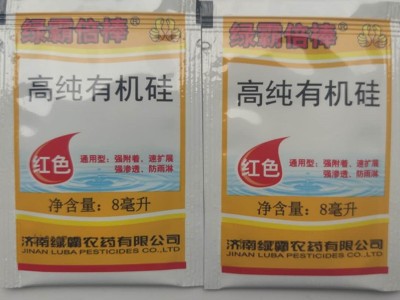 绿霸倍棒
高纯有机硅
红色
通用型：强附着、速扩展
强渗透、防雨淋
净含量：8毫升
济南绿霸农药有限公司
JINAN LUBA PESTICIDES CO.,LTD
绿霸倍棒
高纯有机硅
红色
通用型：强附着、速扩展
强渗透、防雨淋
净含量：8毫升
济南绿霸农药有限公司
JINAN LUBA PESTICIDES CO.,LTD